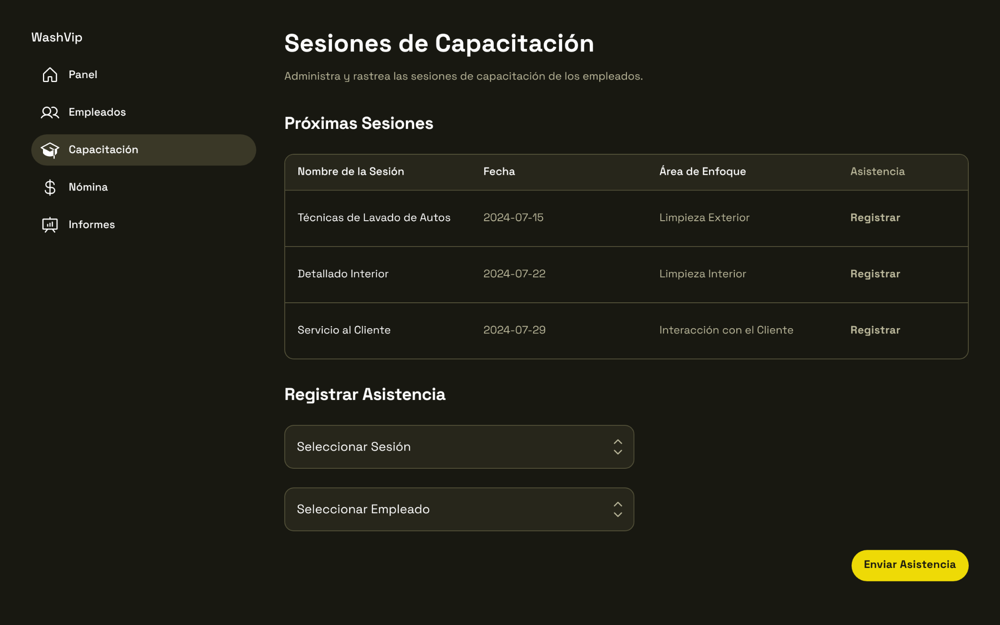 WashVip
Panel
Empleados
Capacitación
Nómina
Informes
Sesiones de Capacitación
Administra y rastrea las sesiones de capacitación de los empleados.
Próximas Sesiones
Nombre de la Sesión Fecha Área de Enfoque Asistencia
Técnicas de Lavado de Autos 2024-07-15 Limpieza Exterior Registrar
Detallado Interior 2024-07-22 Limpieza Interior Registrar
Servicio al Cliente 2024-07-29 Interacción con el Cliente Registrar
Registrar Asistencia
Seleccionar Sesión
Seleccionar Empleado
Enviar Asistencia